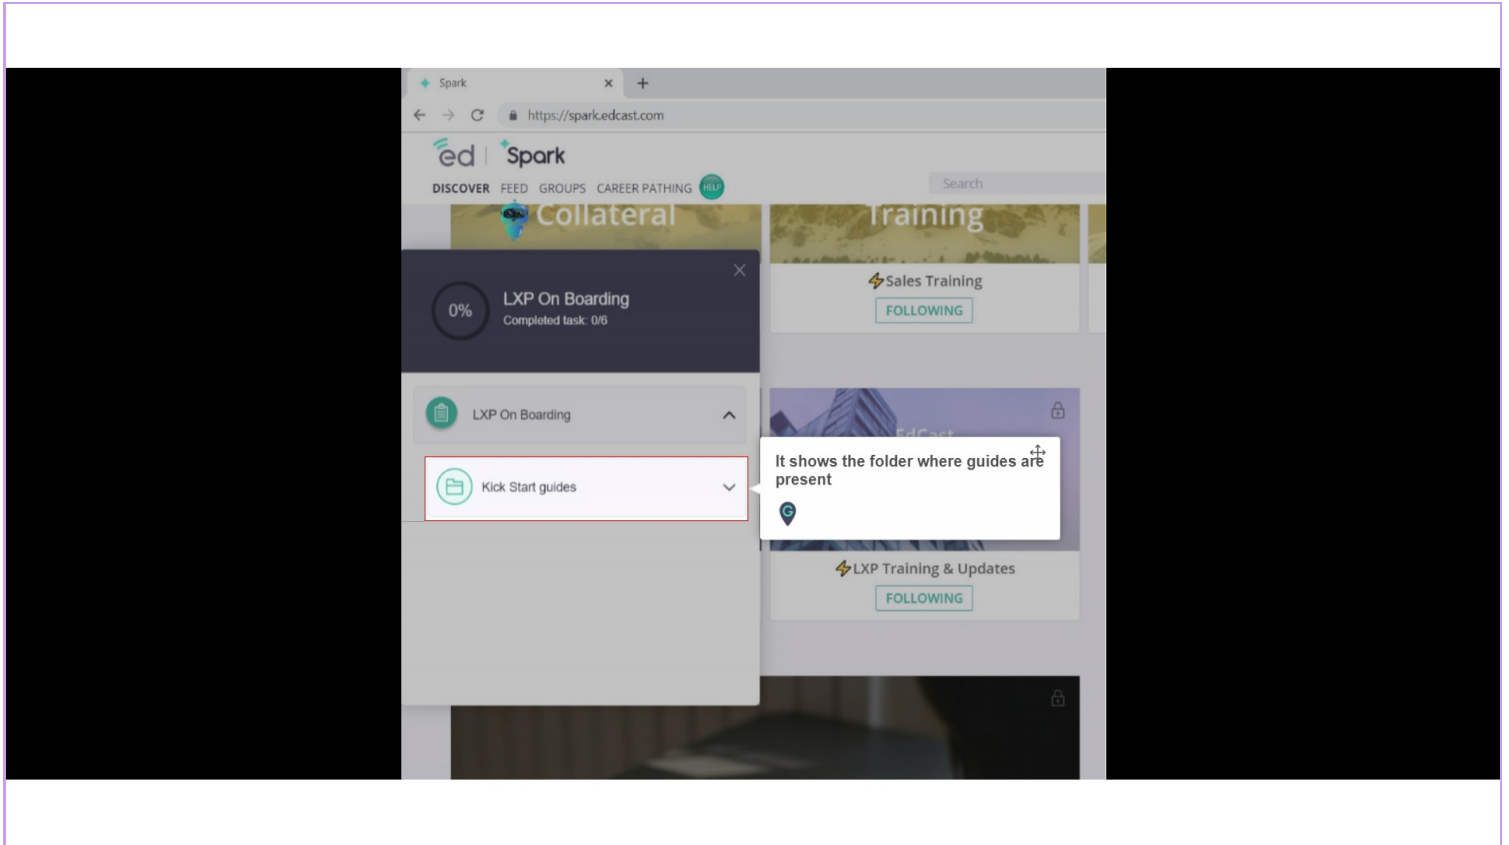 Spark
https://spark.edcast.com
ed | Spark
DISCOVER FEED GROUPS CAREER PATHING HELP
Search
Collateral
Training
Sales Training
FOLLOWING
0%
LXP On Boarding
Completed task: 0/6
LXP On Boarding
Kick Start guides
EdCast
It shows the folder where guides are
present
G
LXP Training & Updates
FOLLOWING